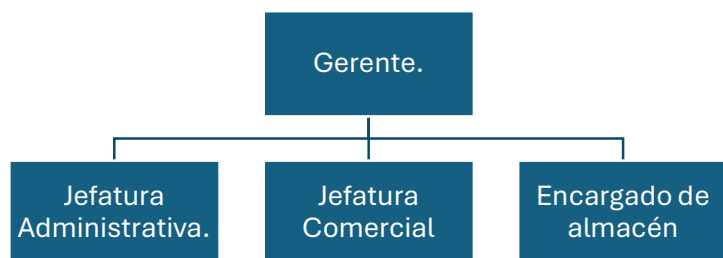 Gerente.
Jefatura
Administrativa.
Jefatura
Comercial
Encargado de
almacén